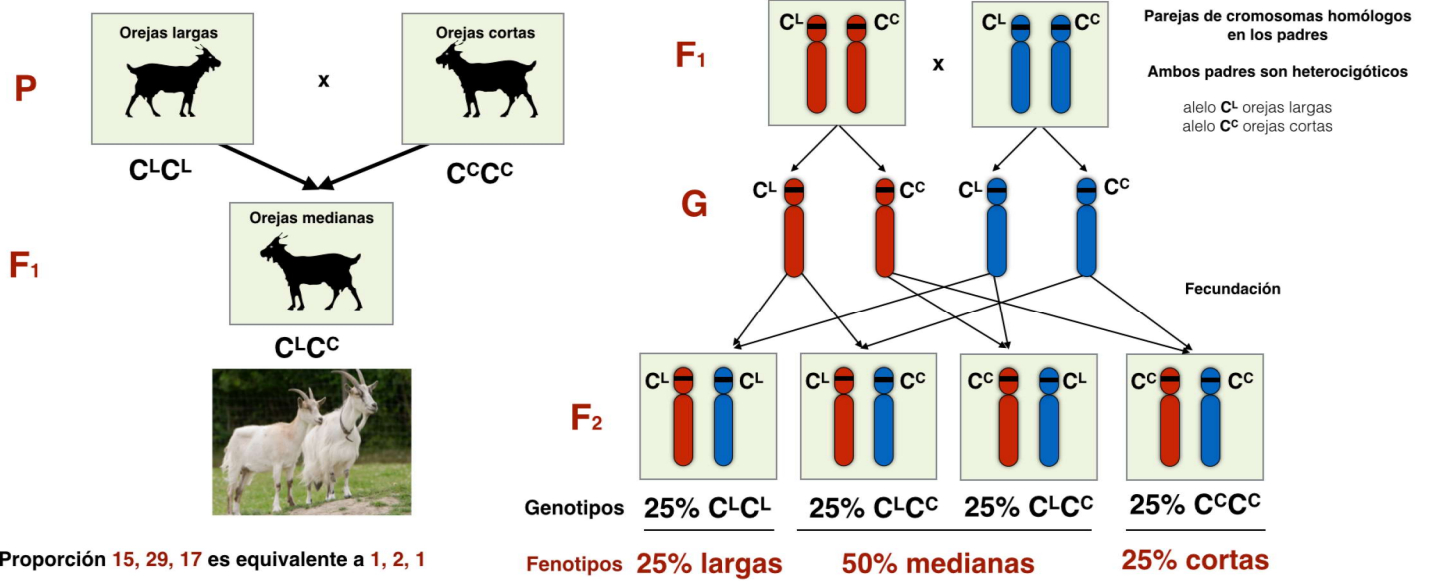 Orejas largas
Orejas cortas
P
x
CᴸCᴸ
CᶜCᶜ
Orejas medianas
F₁
CᴸCᶜ
Proporción 15, 29, 17 es equivalente a 1, 2, 1
F₁
Cᴸ Cᶜ
x
Cᴸ Cᶜ
Parejas de cromosomas homólogos
en los padres
Ambos padres son heterocigóticos
alelo Cᴸ orejas largas
alelo Cᶜ orejas cortas
G
Cᴸ Cᶜ Cᴸ Cᶜ
Fecundación
F₂
Cᴸ Cᴸ Cᴸ Cᶜ Cᶜ Cᴸ Cᶜ Cᶜ
Genotipos 25% CᴸCᴸ 25% CᴸCᶜ 25% CᴸCᶜ 25% CᶜCᶜ
Fenotipos 25% largas 50% medianas 25% cortas